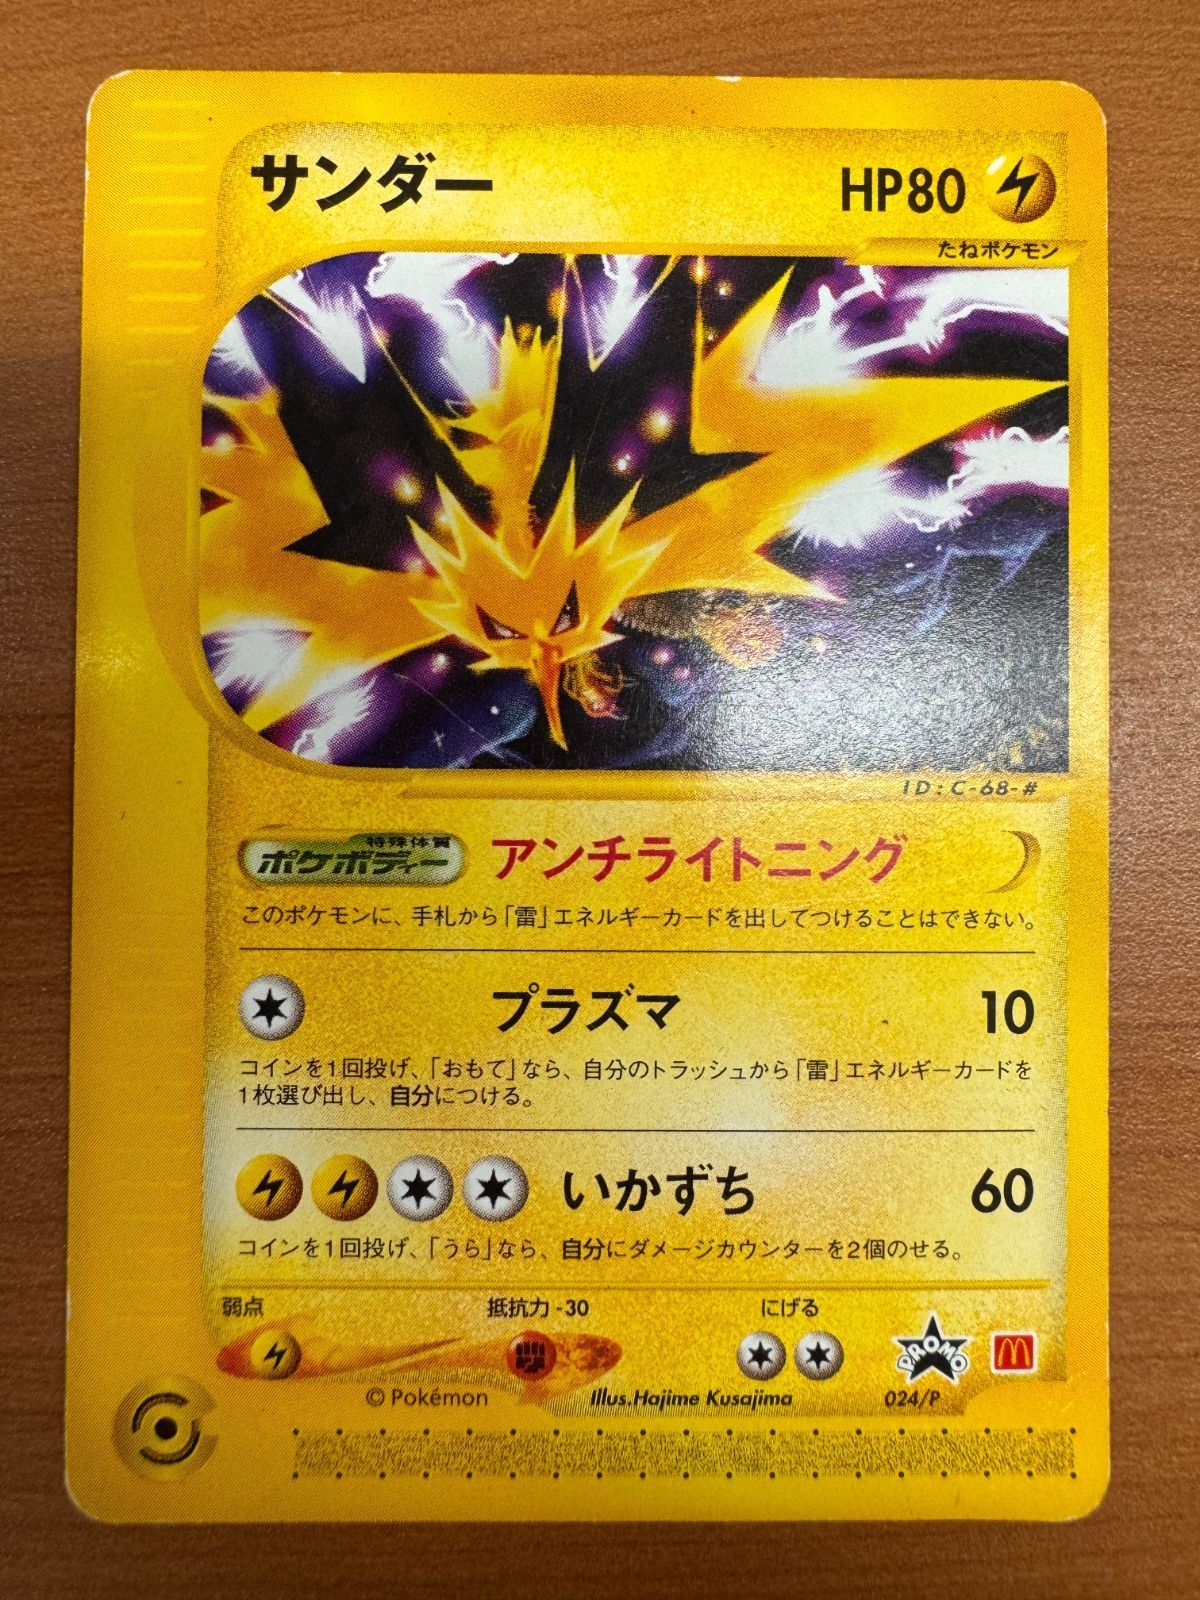 サンダー
HP80
たねポケモン
ID:C-68-#
特殊体質
ポケボディー
アンチライトニング
このポケモンに、手札から「雷」エネルギーカードを出してつけることはできない。
プラズマ 10
コインを1回投げ、「おもて」なら、自分のトラッシュから「雷」エネルギーカードを
1枚選び出し、自分につける。
いかずち 60
コインを1回投げ、「うら」なら、自分にダメージカウンターを2個のせる。
弱点 抵抗力 -30 にげる
PROMO
© Pokémon Illus.Hajime Kusajima 024/P